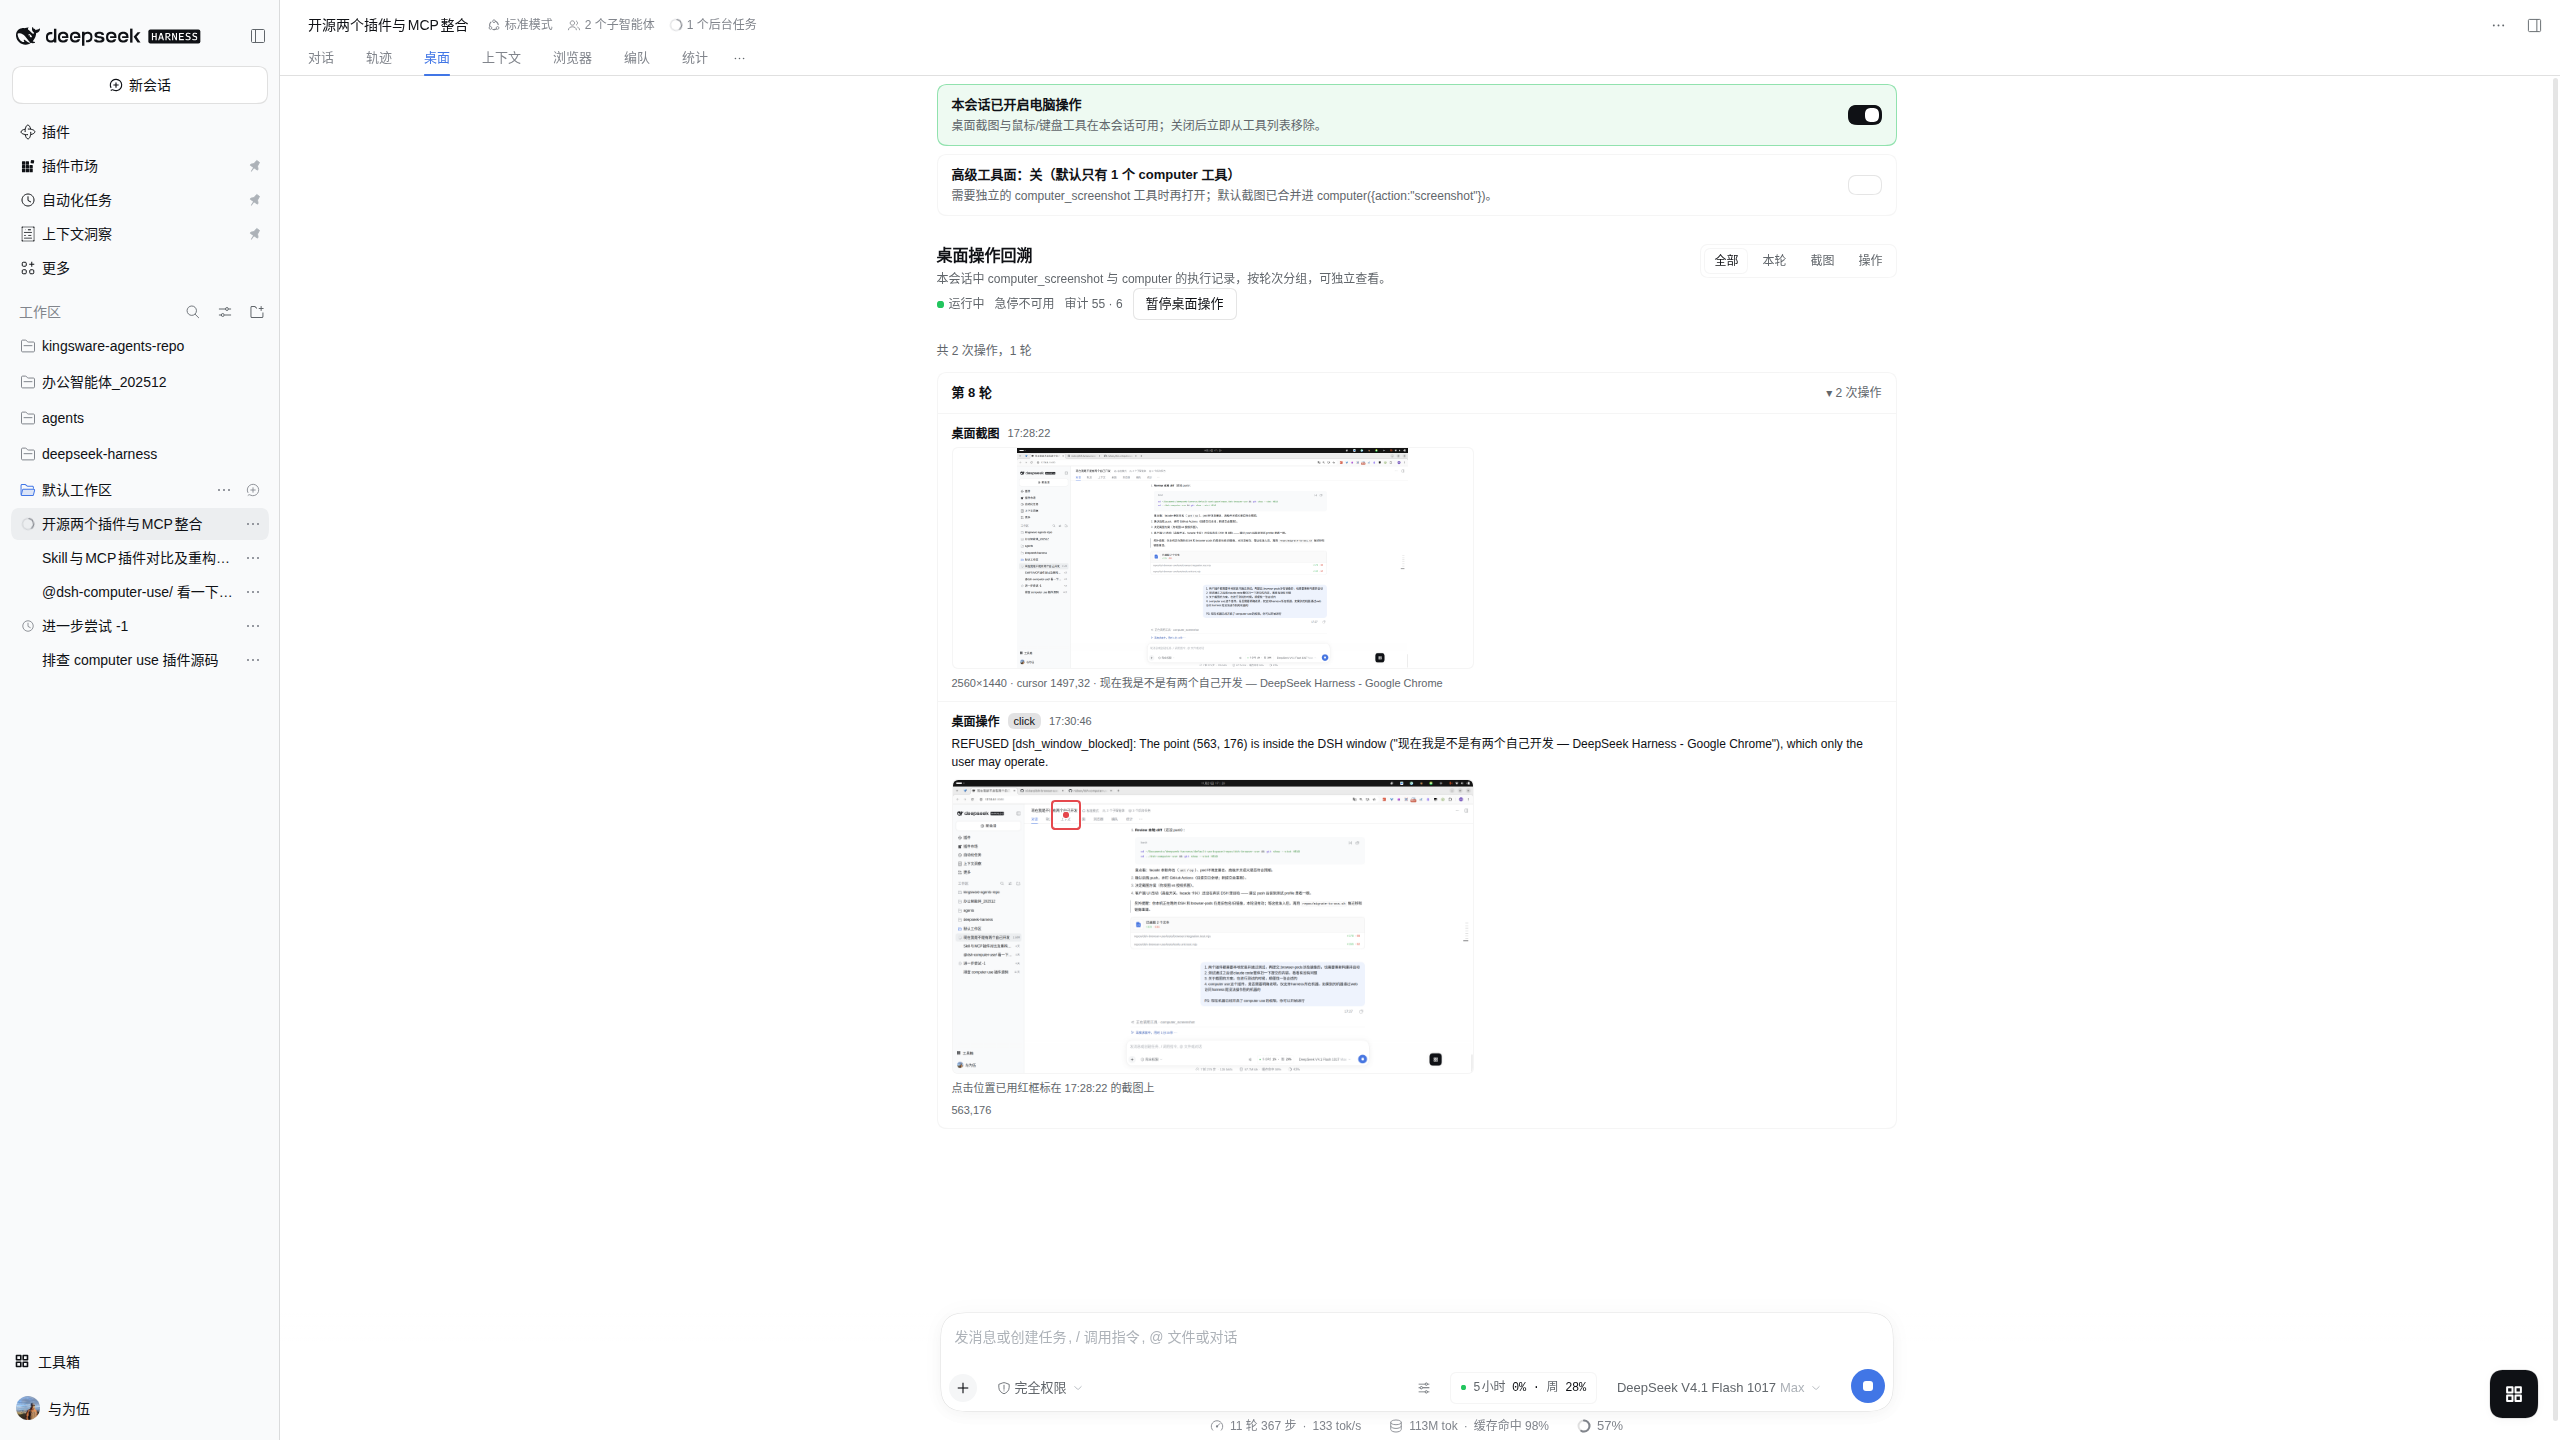 deepseek HARNESS
新会话
插件
插件市场
自动化任务
上下文洞察
更多
工作区
kingsware-agents-repo
办公智能体_202512
agents
deepseek-harness
默认工作区
开源两个插件与MCP整合
Skill与MCP插件对比及重构…
@dsh-computer-use/ 看一下…
进一步尝试 -1
排查 computer use 插件源码
工具箱
与为伍
开源两个插件与MCP整合 标准模式 2 个子智能体 1 个后台任务
对话 轨迹 桌面 上下文 浏览器 编队 统计 ···
本会话已开启电脑操作
桌面截图与鼠标/键盘工具在本会话可用；关闭后立即从工具列表移除。
高级工具面：关（默认只有 1 个 computer 工具）
需要独立的 computer_screenshot 工具时再打开；默认截图已合并进 computer({action:"screenshot"})。
桌面操作回溯
全部 本轮 截图 操作
本会话中 computer_screenshot 与 computer 的执行记录，按轮次分组，可独立查看。
运行中 急停不可用 审计 55 · 6 暂停桌面操作
共 2 次操作，1 轮
第 8 轮 ▾ 2 次操作
桌面截图 17:28:22
2560×1440 · cursor 1497,32 · 现在我是不是有两个自己开发 — DeepSeek Harness - Google Chrome
桌面操作 click 17:30:46
REFUSED [dsh_window_blocked]: The point (563, 176) is inside the DSH window ("现在我是不是有两个自己开发 — DeepSeek Harness - Google Chrome"), which only the
user may operate.
点击位置已用红框标在 17:28:22 的截图上
563,176
发消息或创建任务, / 调用指令, @ 文件或对话
完全权限 5小时 0% · 周 28% DeepSeek V4.1 Flash 1017 Max
11 轮 367 步 · 133 tok/s 113M tok · 缓存命中 98% 57%